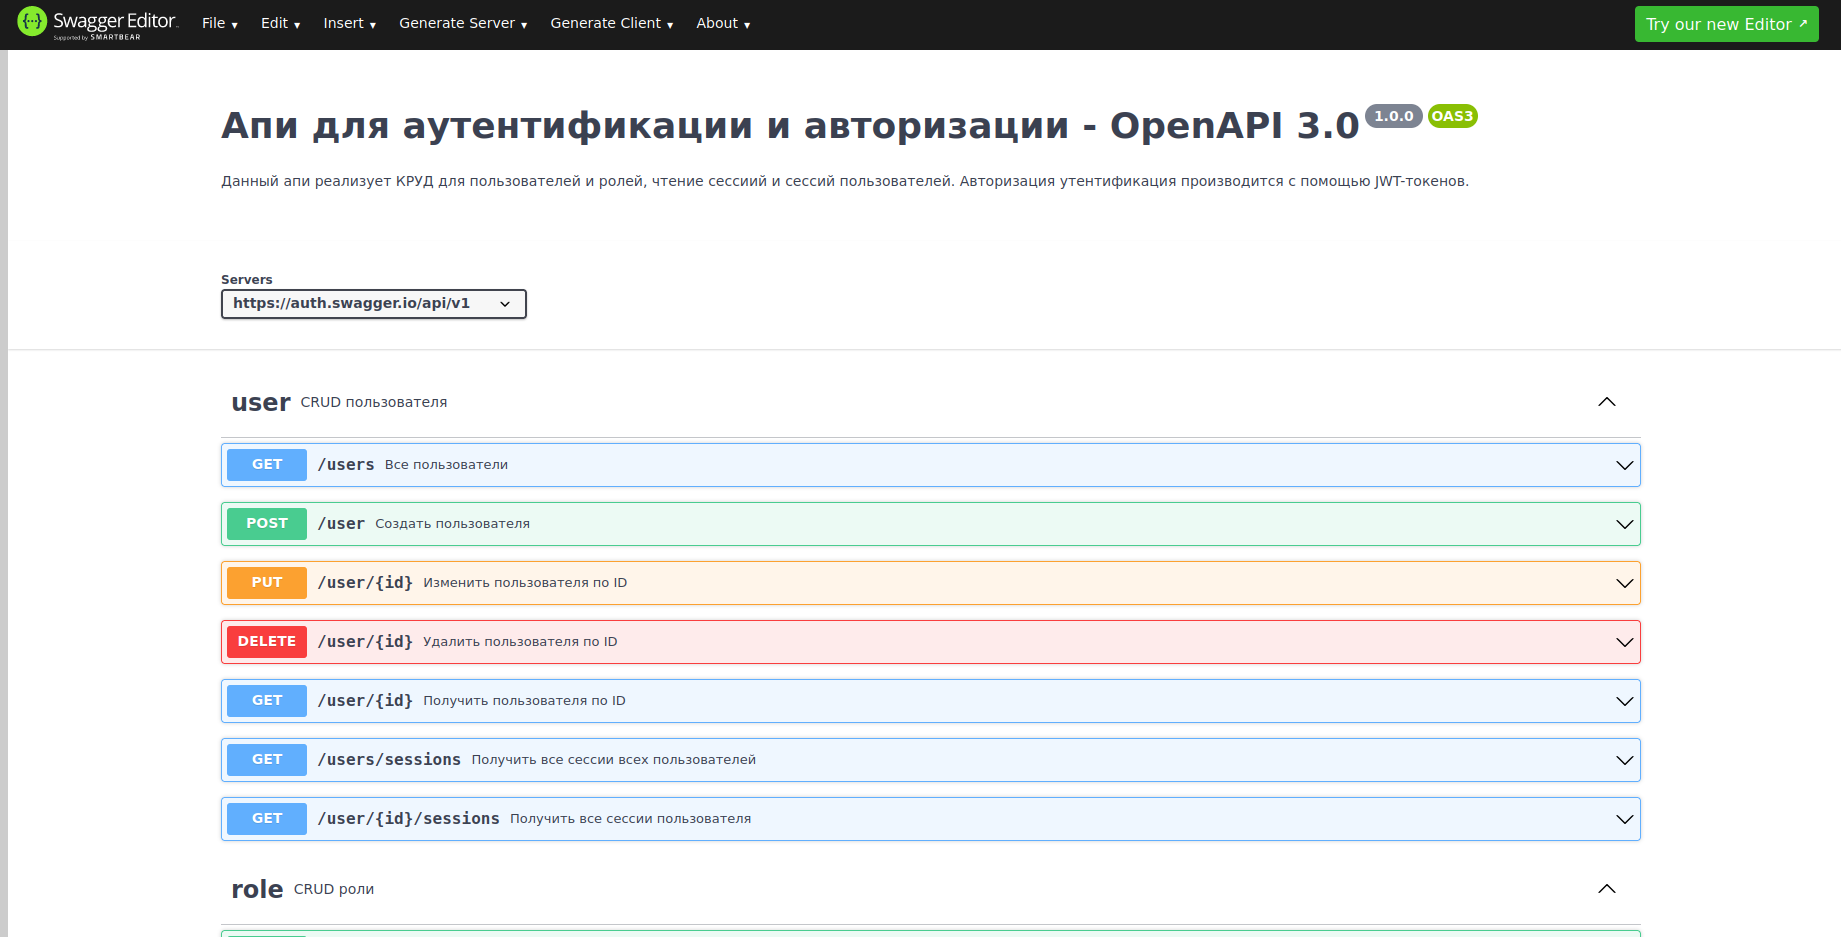 Swagger Editor
Supported by SMARTBEAR
File ▾ Edit ▾ Insert ▾ Generate Server ▾ Generate Client ▾ About ▾
Try our new Editor ↗
Апи для аутентификации и авторизации - OpenAPI 3.0 1.0.0 OAS3
Данный апи реализует КРУД для пользователей и ролей, чтение сессиий и сессий пользователей. Авторизация утентификация производится с помощью JWT-токенов.
Servers
https://auth.swagger.io/api/v1
user CRUD пользователя
GET /users Все пользователи
POST /user Создать пользователя
PUT /user/{id} Изменить пользователя по ID
DELETE /user/{id} Удалить пользователя по ID
GET /user/{id} Получить пользователя по ID
GET /users/sessions Получить все сессии всех пользователей
GET /user/{id}/sessions Получить все сессии пользователя
role CRUD роли